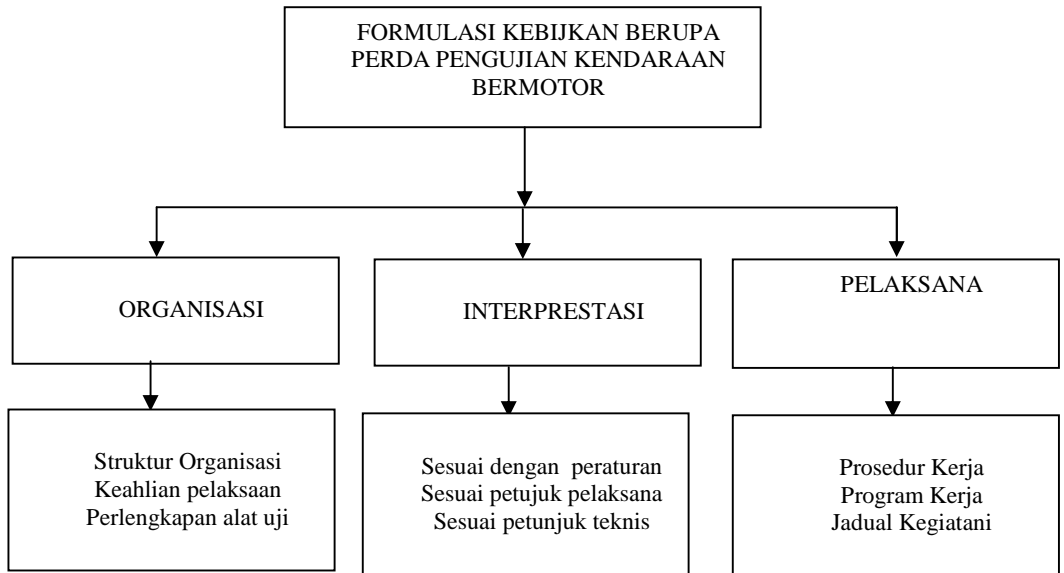 FORMULASI KEBIJKAN BERUPA
PERDA PENGUJIAN KENDARAAN
BERMOTOR
ORGANISASI
INTERPRESTASI
PELAKSANA
Struktur Organisasi
Keahlian pelaksaan
Perlengkapan alat uji
Sesuai dengan peraturan
Sesuai petujuk pelaksana
Sesuai petunjuk teknis
Prosedur Kerja
Program Kerja
Jadual Kegiatani